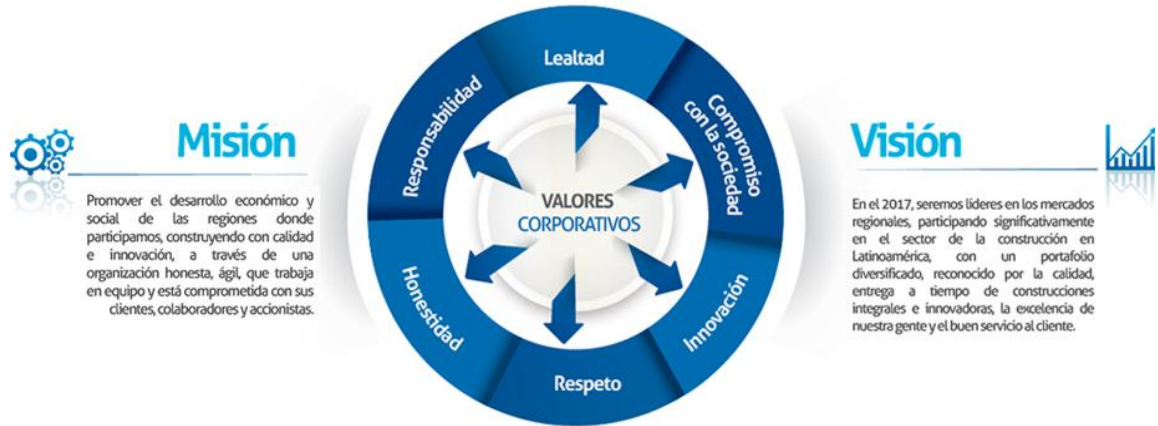 Misión
Promover el desarrollo económico y
social de las regiones donde
participamos, construyendo con calidad
e innovación, a través de una
organización honesta, ágil, que trabaja
en equipo y está comprometida con sus
clientes, colaboradores y accionistas.
Lealtad
Compromiso
con la sociedad
Innovación
Respeto
Honestidad
Responsabilidad
VALORES
CORPORATIVOS
Visión
En el 2017, seremos líderes en los mercados
regionales, participando significativamente
en el sector de la construcción en
Latinoamérica, con un portafolio
diversificado, reconocido por la calidad,
entrega a tiempo de construcciones
integrales e innovadoras, la excelencia de
nuestra gente y el buen servicio al cliente.